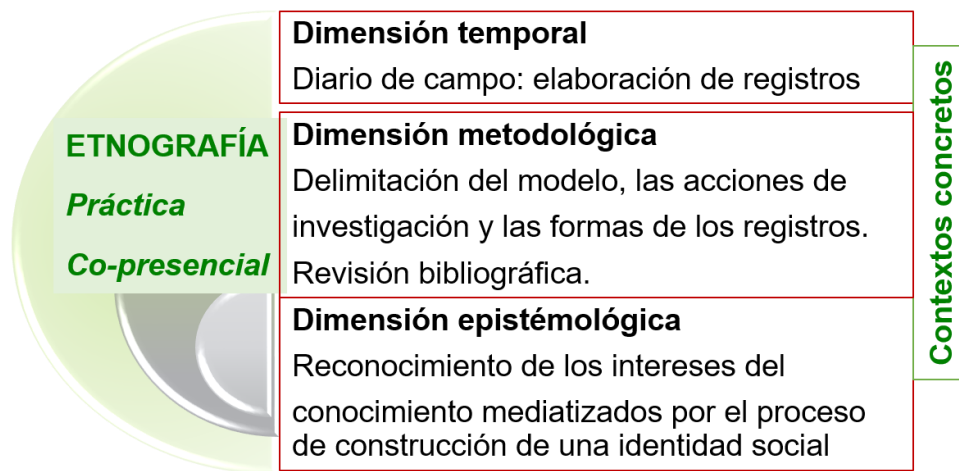 ETNOGRAFÍA
Práctica
Co-presencial
Dimensión temporal
Diario de campo: elaboración de registros
Dimensión metodológica
Delimitación del modelo, las acciones de
investigación y las formas de los registros.
Revisión bibliográfica.
Dimensión epistémológica
Reconocimiento de los intereses del
conocimiento mediatizados por el proceso
de construcción de una identidad social
Contextos concretos